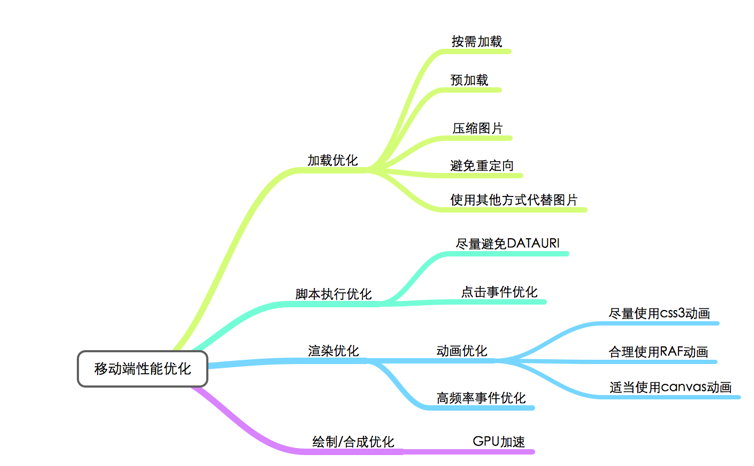 移动端性能优化
加载优化
按需加载
预加载
压缩图片
避免重定向
使用其他方式代替图片
脚本执行优化
尽量避免DATAURI
点击事件优化
渲染优化
动画优化
尽量使用css3动画
合理使用RAF动画
适当使用canvas动画
高频率事件优化
绘制/合成优化
GPU加速